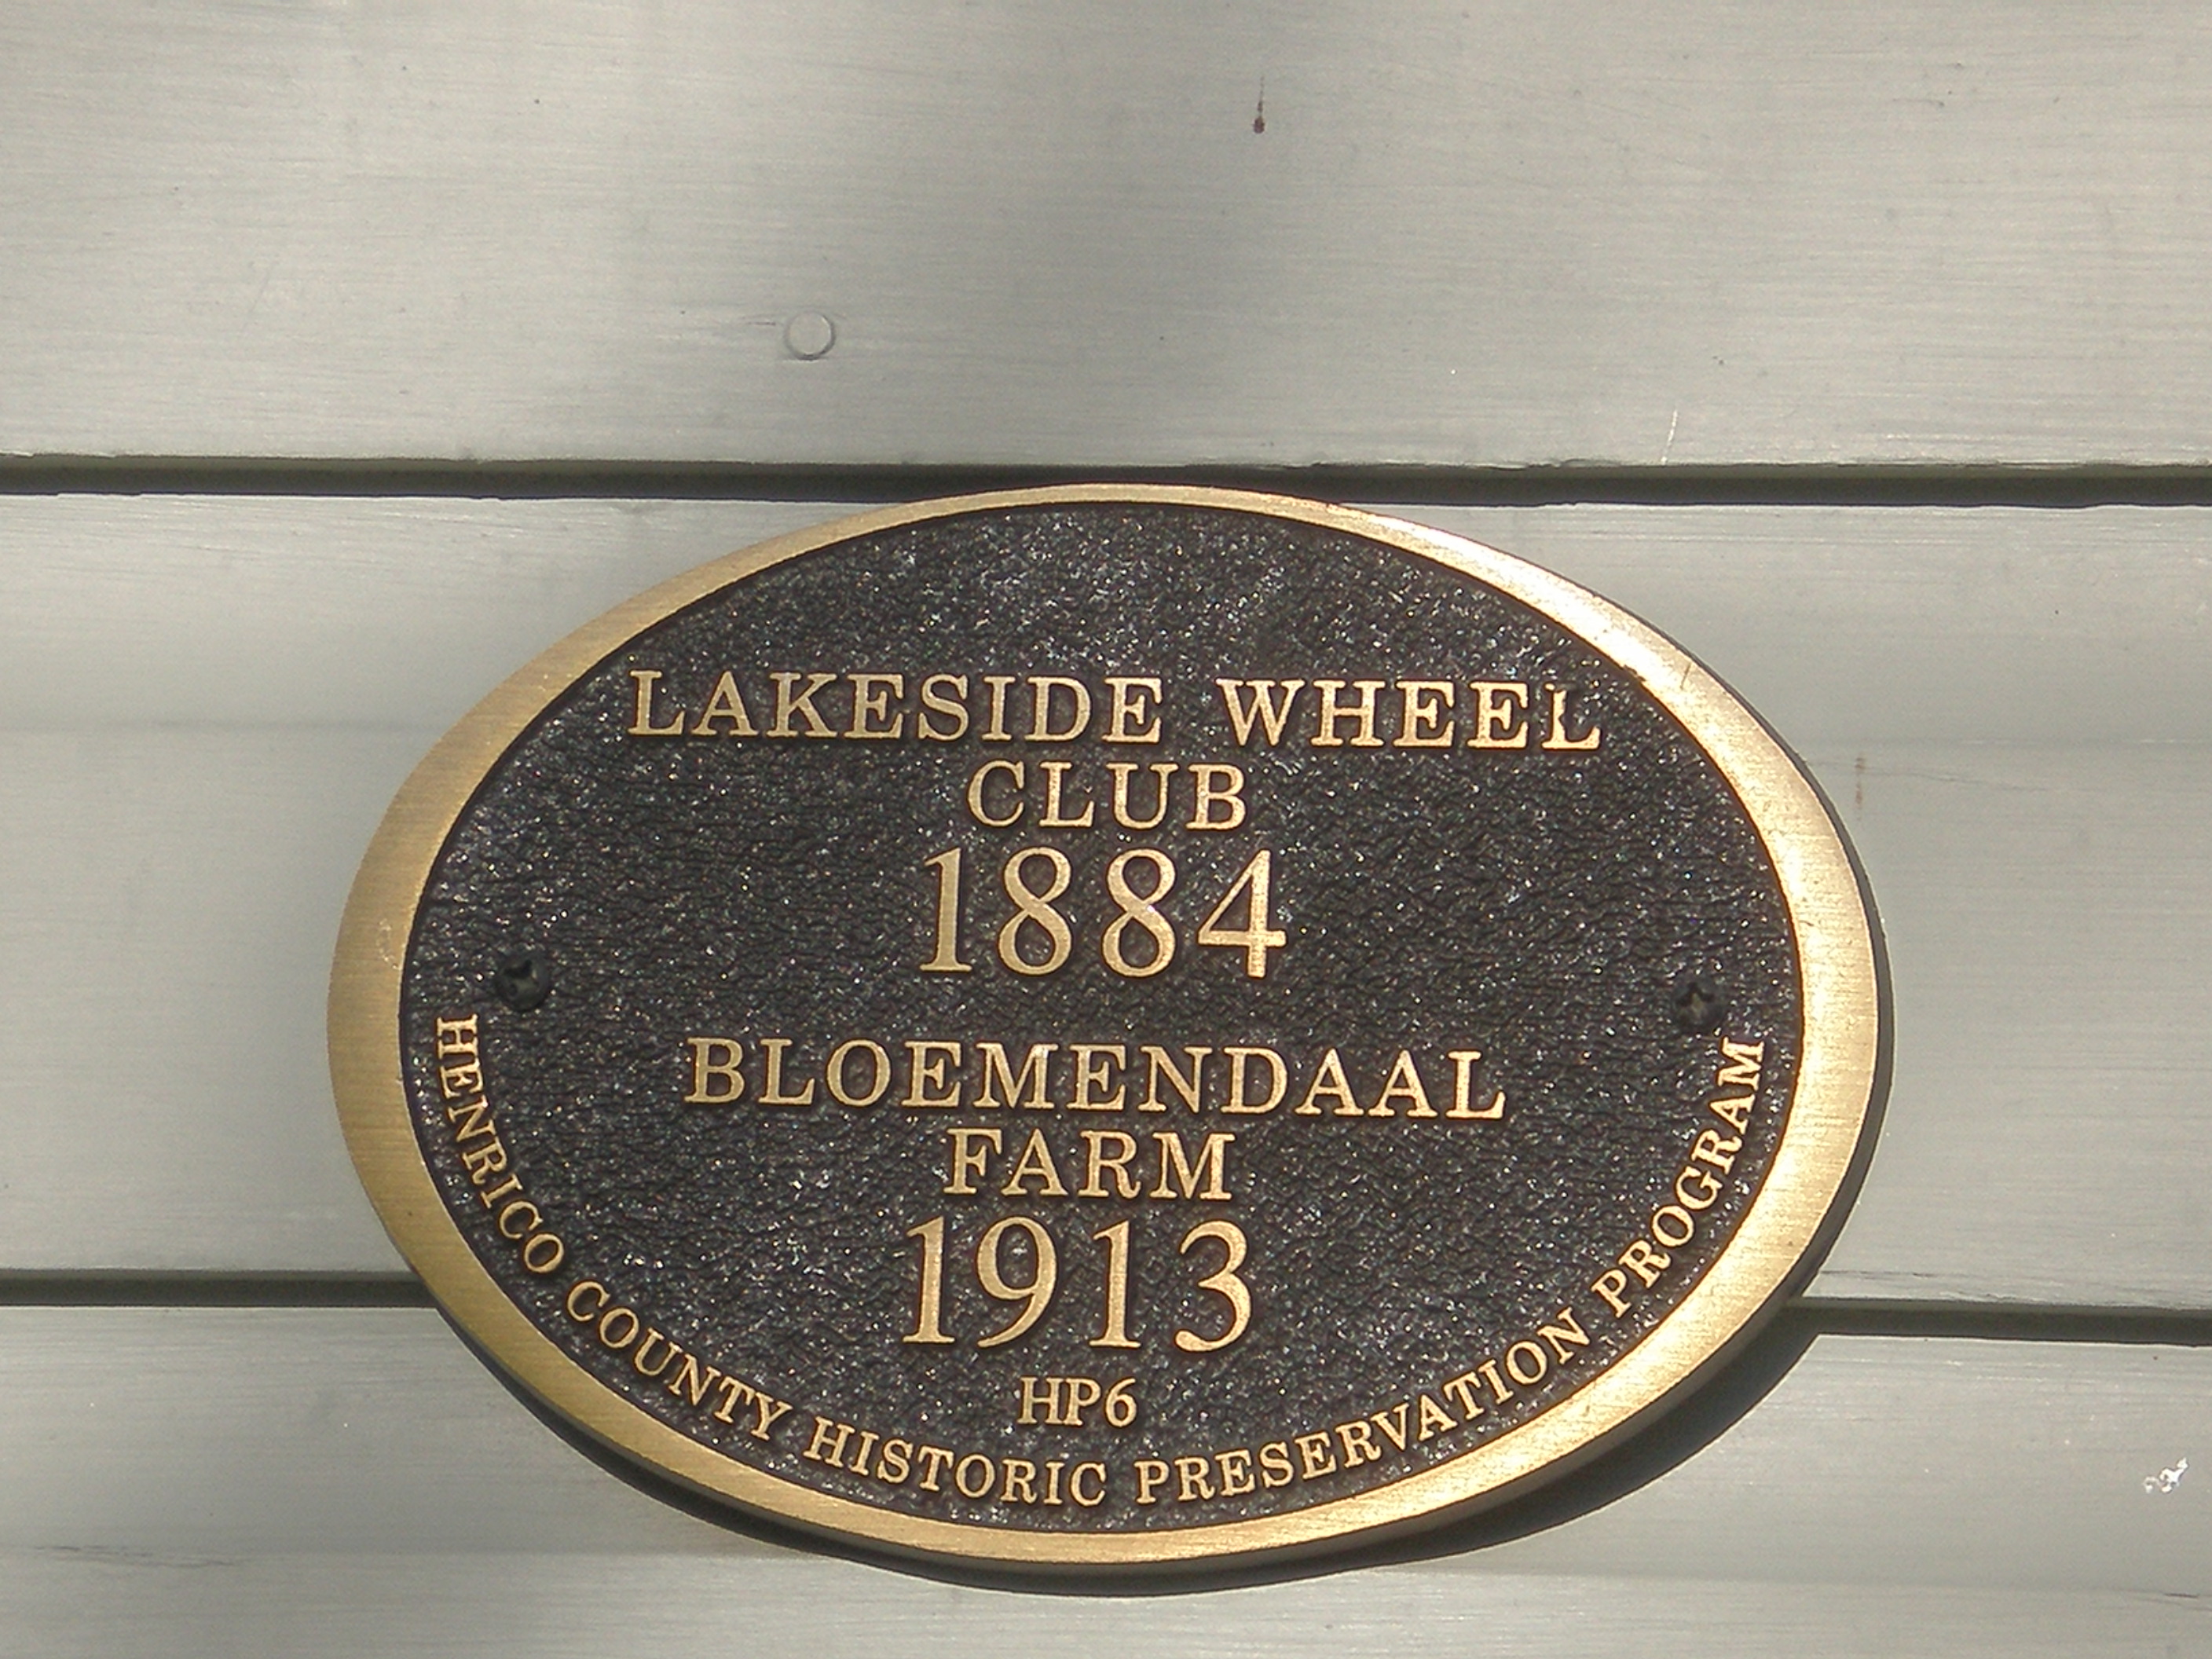 LAKESIDE WHEEL
CLUB
1884
BLOEMENDAAL
FARM
1913
HP6
HENRICO COUNTY HISTORIC PRESERVATION PROGRAM